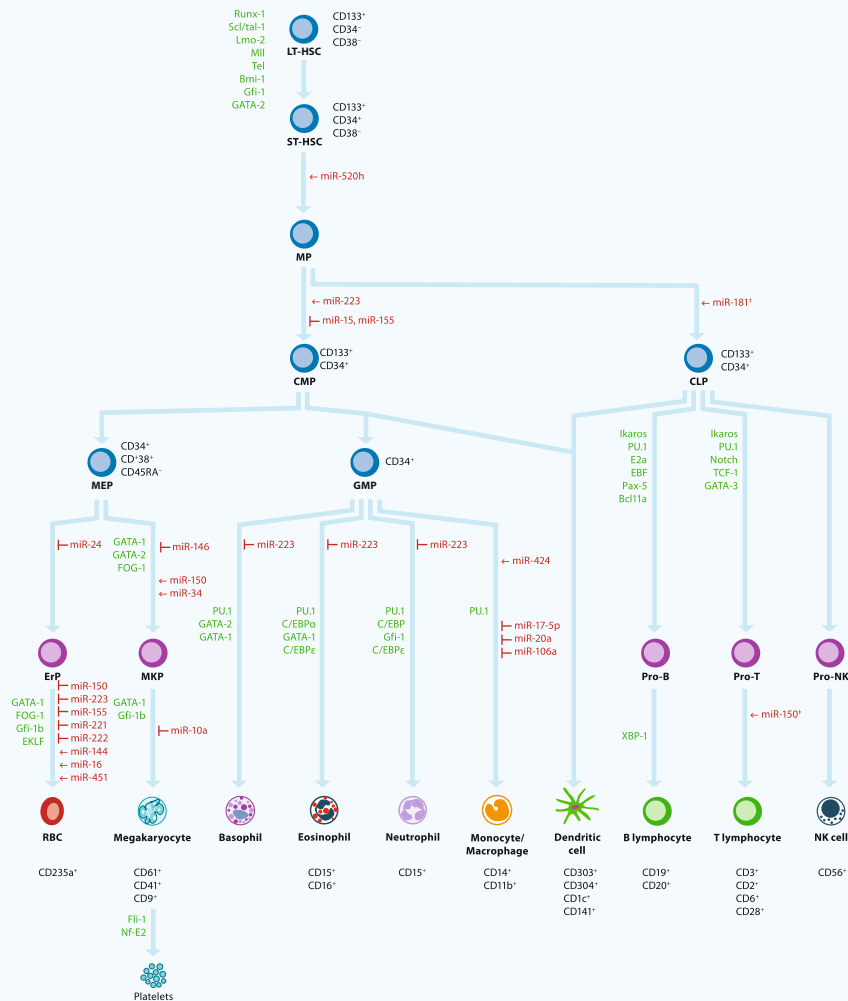 Runx-1
Scl/tal-1
Lmo-2
Mll
Tel
Bmi-1
Gfi-1
GATA-2
CD133⁺
CD34⁻
CD38⁻
LT-HSC
CD133⁺
CD34⁺
CD38⁻
ST-HSC
← miR-520h
MP
← miR-223
miR-15, miR-155
← miR-181‡
CD133⁺
CD34⁺
CMP
CD133⁺
CD34⁺
CLP
CD34⁺
CD⁺38⁺
CD45RA⁻
MEP
CD34⁺
GMP
Ikaros
PU.1
E2a
EBF
Pax-5
Bcl11a
Ikaros
PU.1
Notch
TCF-1
GATA-3
miR-24
GATA-1
GATA-2
FOG-1
miR-146
← miR-150
← miR-34
miR-223
miR-223
miR-223
← miR-424
PU.1
GATA-2
GATA-1
PU.1
C/EBPα
GATA-1
C/EBPε
PU.1
C/EBP
Gfi-1
C/EBPε
PU.1
miR-17-5p
miR-20a
miR-106a
ErP
MKP
Pro-B
Pro-T
Pro-NK
GATA-1
FOG-1
Gfi-1b
EKLF
miR-150
miR-223
miR-155
miR-221
miR-222
← miR-144
← miR-16
← miR-451
GATA-1
Gfi-1b
miR-10a
XBP-1
← miR-150†
RBC
Megakaryocyte
Basophil
Eosinophil
Neutrophil
Monocyte/
Macrophage
Dendritic
cell
B lymphocyte
T lymphocyte
NK cell
CD235a⁺
CD61⁺
CD41⁺
CD9⁺
CD15⁺
CD16⁺
CD15⁺
CD14⁺
CD11b⁺
CD303⁺
CD304⁺
CD1c⁺
CD141⁺
CD19⁺
CD20⁺
CD3⁺
CD2⁺
CD6⁺
CD28⁺
CD56⁺
Fli-1
Nf-E2
Platelets